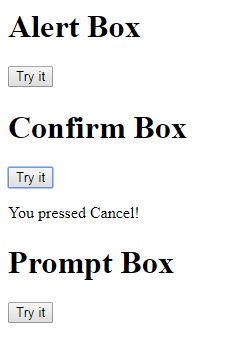 Alert Box
Try it
Confirm Box
Try it
You pressed Cancel!
Prompt Box
Try it